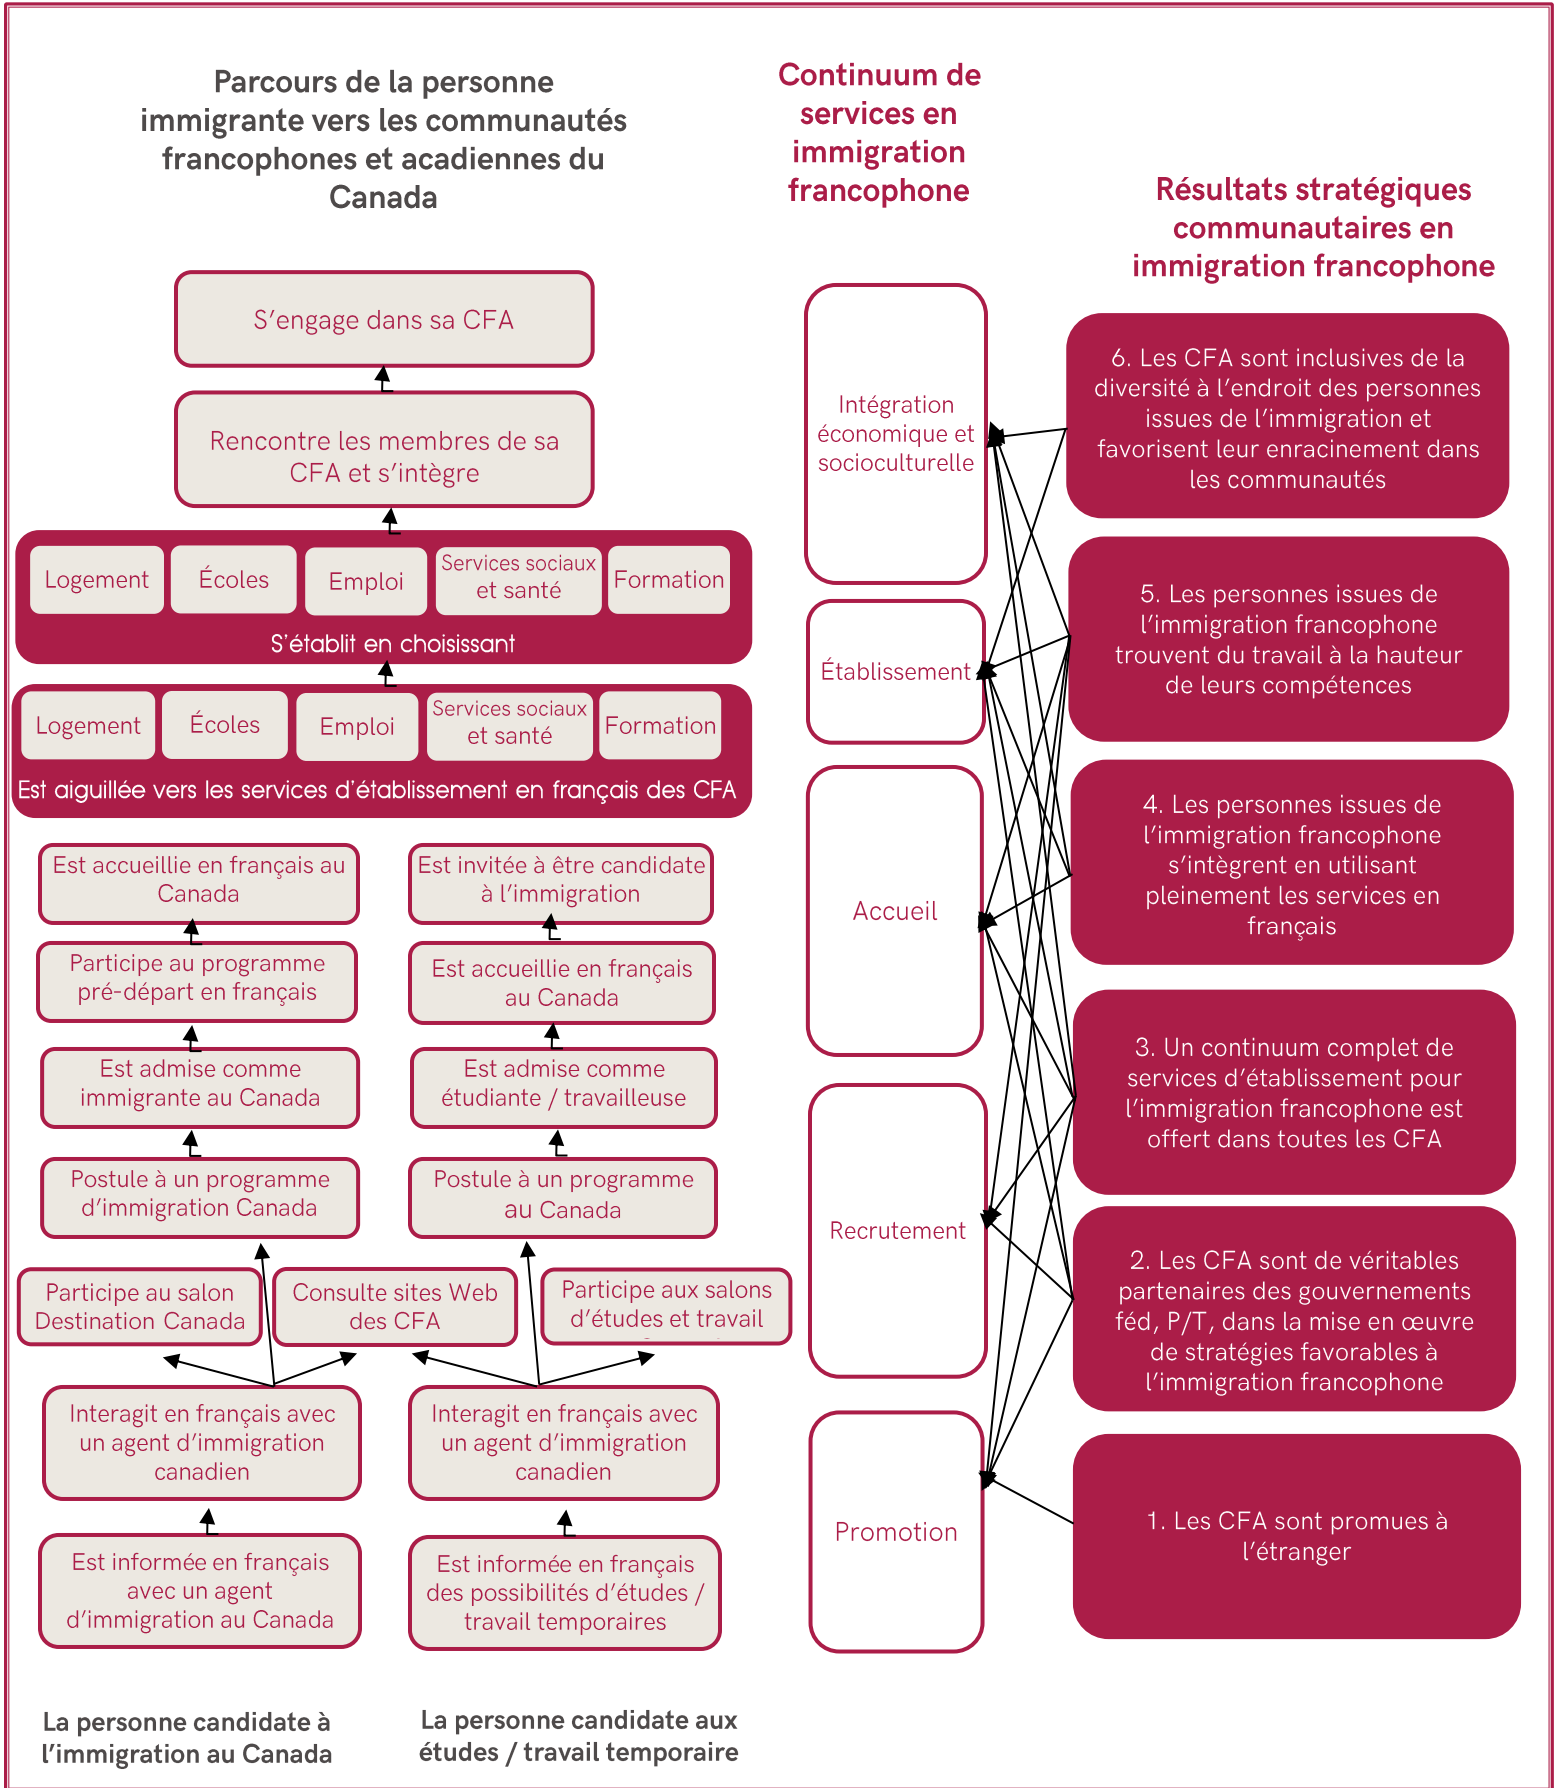 Parcours de la personne
immigrante vers les communautés
francophones et acadiennes du
Canada
S'engage dans sa CFA
Rencontre les membres de sa
CFA et s'intègre
Logement
Écoles
Emploi
Services sociaux
et santé
Formation
S'établit en choisissant
Logement
Écoles
Emploi
Services sociaux
et santé
Formation
Est aiguillée vers les services d'établissement en français des CFA
Est accueillie en français au
Canada
Participe au programme
pré-départ en français
Est admise comme
immigrante au Canada
Postule à un programme
d'immigration Canada
Est invitée à être candidate
à l'immigration
Est accueillie en français
au Canada
Est admise comme
étudiante / travailleuse
Postule à un programme
au Canada
Participe au salon
Destination Canada
Consulte sites Web
des CFA
Participe aux salons
d'études et travail
Interagit en français avec
un agent d'immigration
canadien
Interagit en français avec
un agent d'immigration
canadien
Est informée en français
avec un agent
d'immigration au Canada
Est informée en français
des possibilités d'études /
travail temporaires
La personne candidate à
l'immigration au Canada
La personne candidate aux
études / travail temporaire
Continuum de
services en
immigration
francophone
Intégration
économique et
socioculturelle
Établissement
Accueil
Recrutement
Promotion
Résultats stratégiques
communautaires en
immigration francophone
6. Les CFA sont inclusives de la
diversité à l'endroit des personnes
issues de l'immigration et
favorisent leur enracinement dans
les communautés
5. Les personnes issues de
l'immigration francophone
trouvent du travail à la hauteur
de leurs compétences
4. Les personnes issues de
l'immigration francophone
s'intègrent en utilisant
pleinement les services en
français
3. Un continuum complet de
services d'établissement pour
l'immigration francophone est
offert dans toutes les CFA
2. Les CFA sont de véritables
partenaires des gouvernements
féd, P/T, dans la mise en œuvre
de stratégies favorables à
l'immigration francophone
1. Les CFA sont promues à
l'étranger